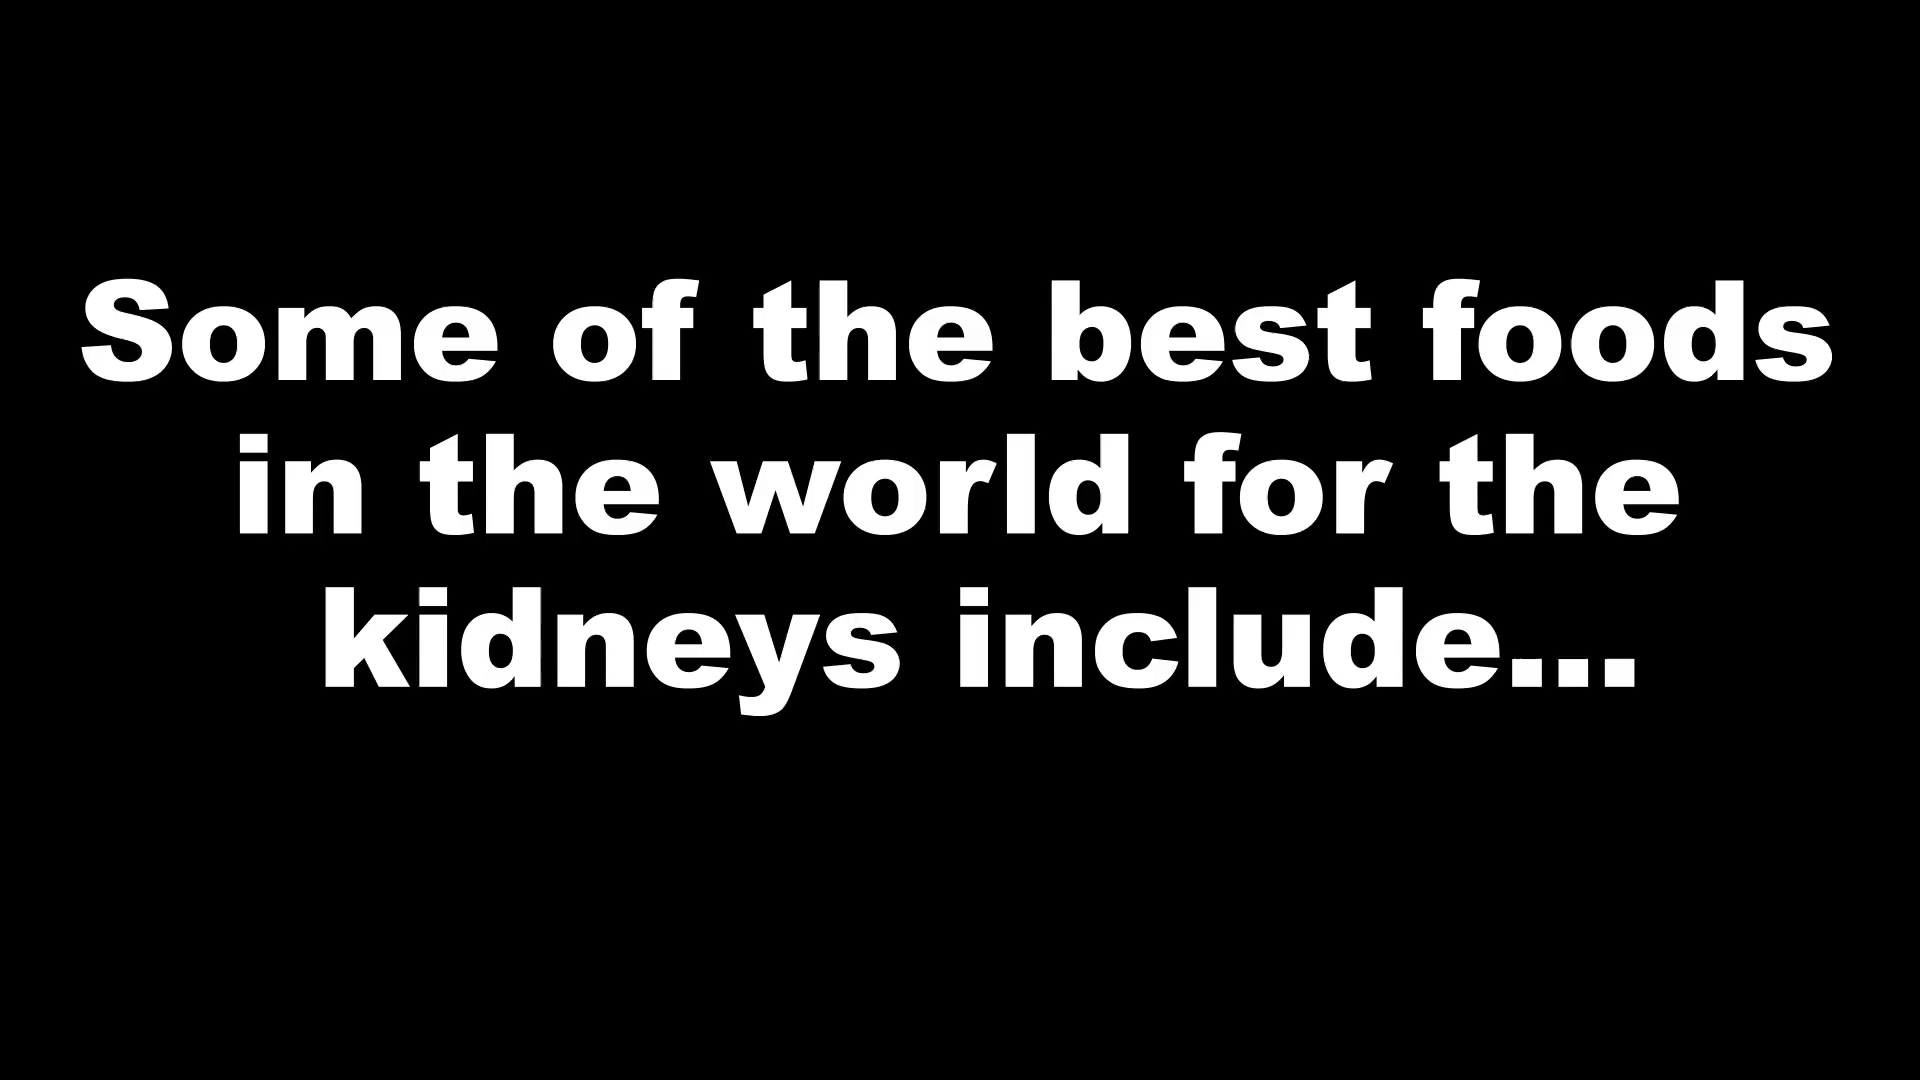 Some of the best foods
in the world for the
kidneys include...